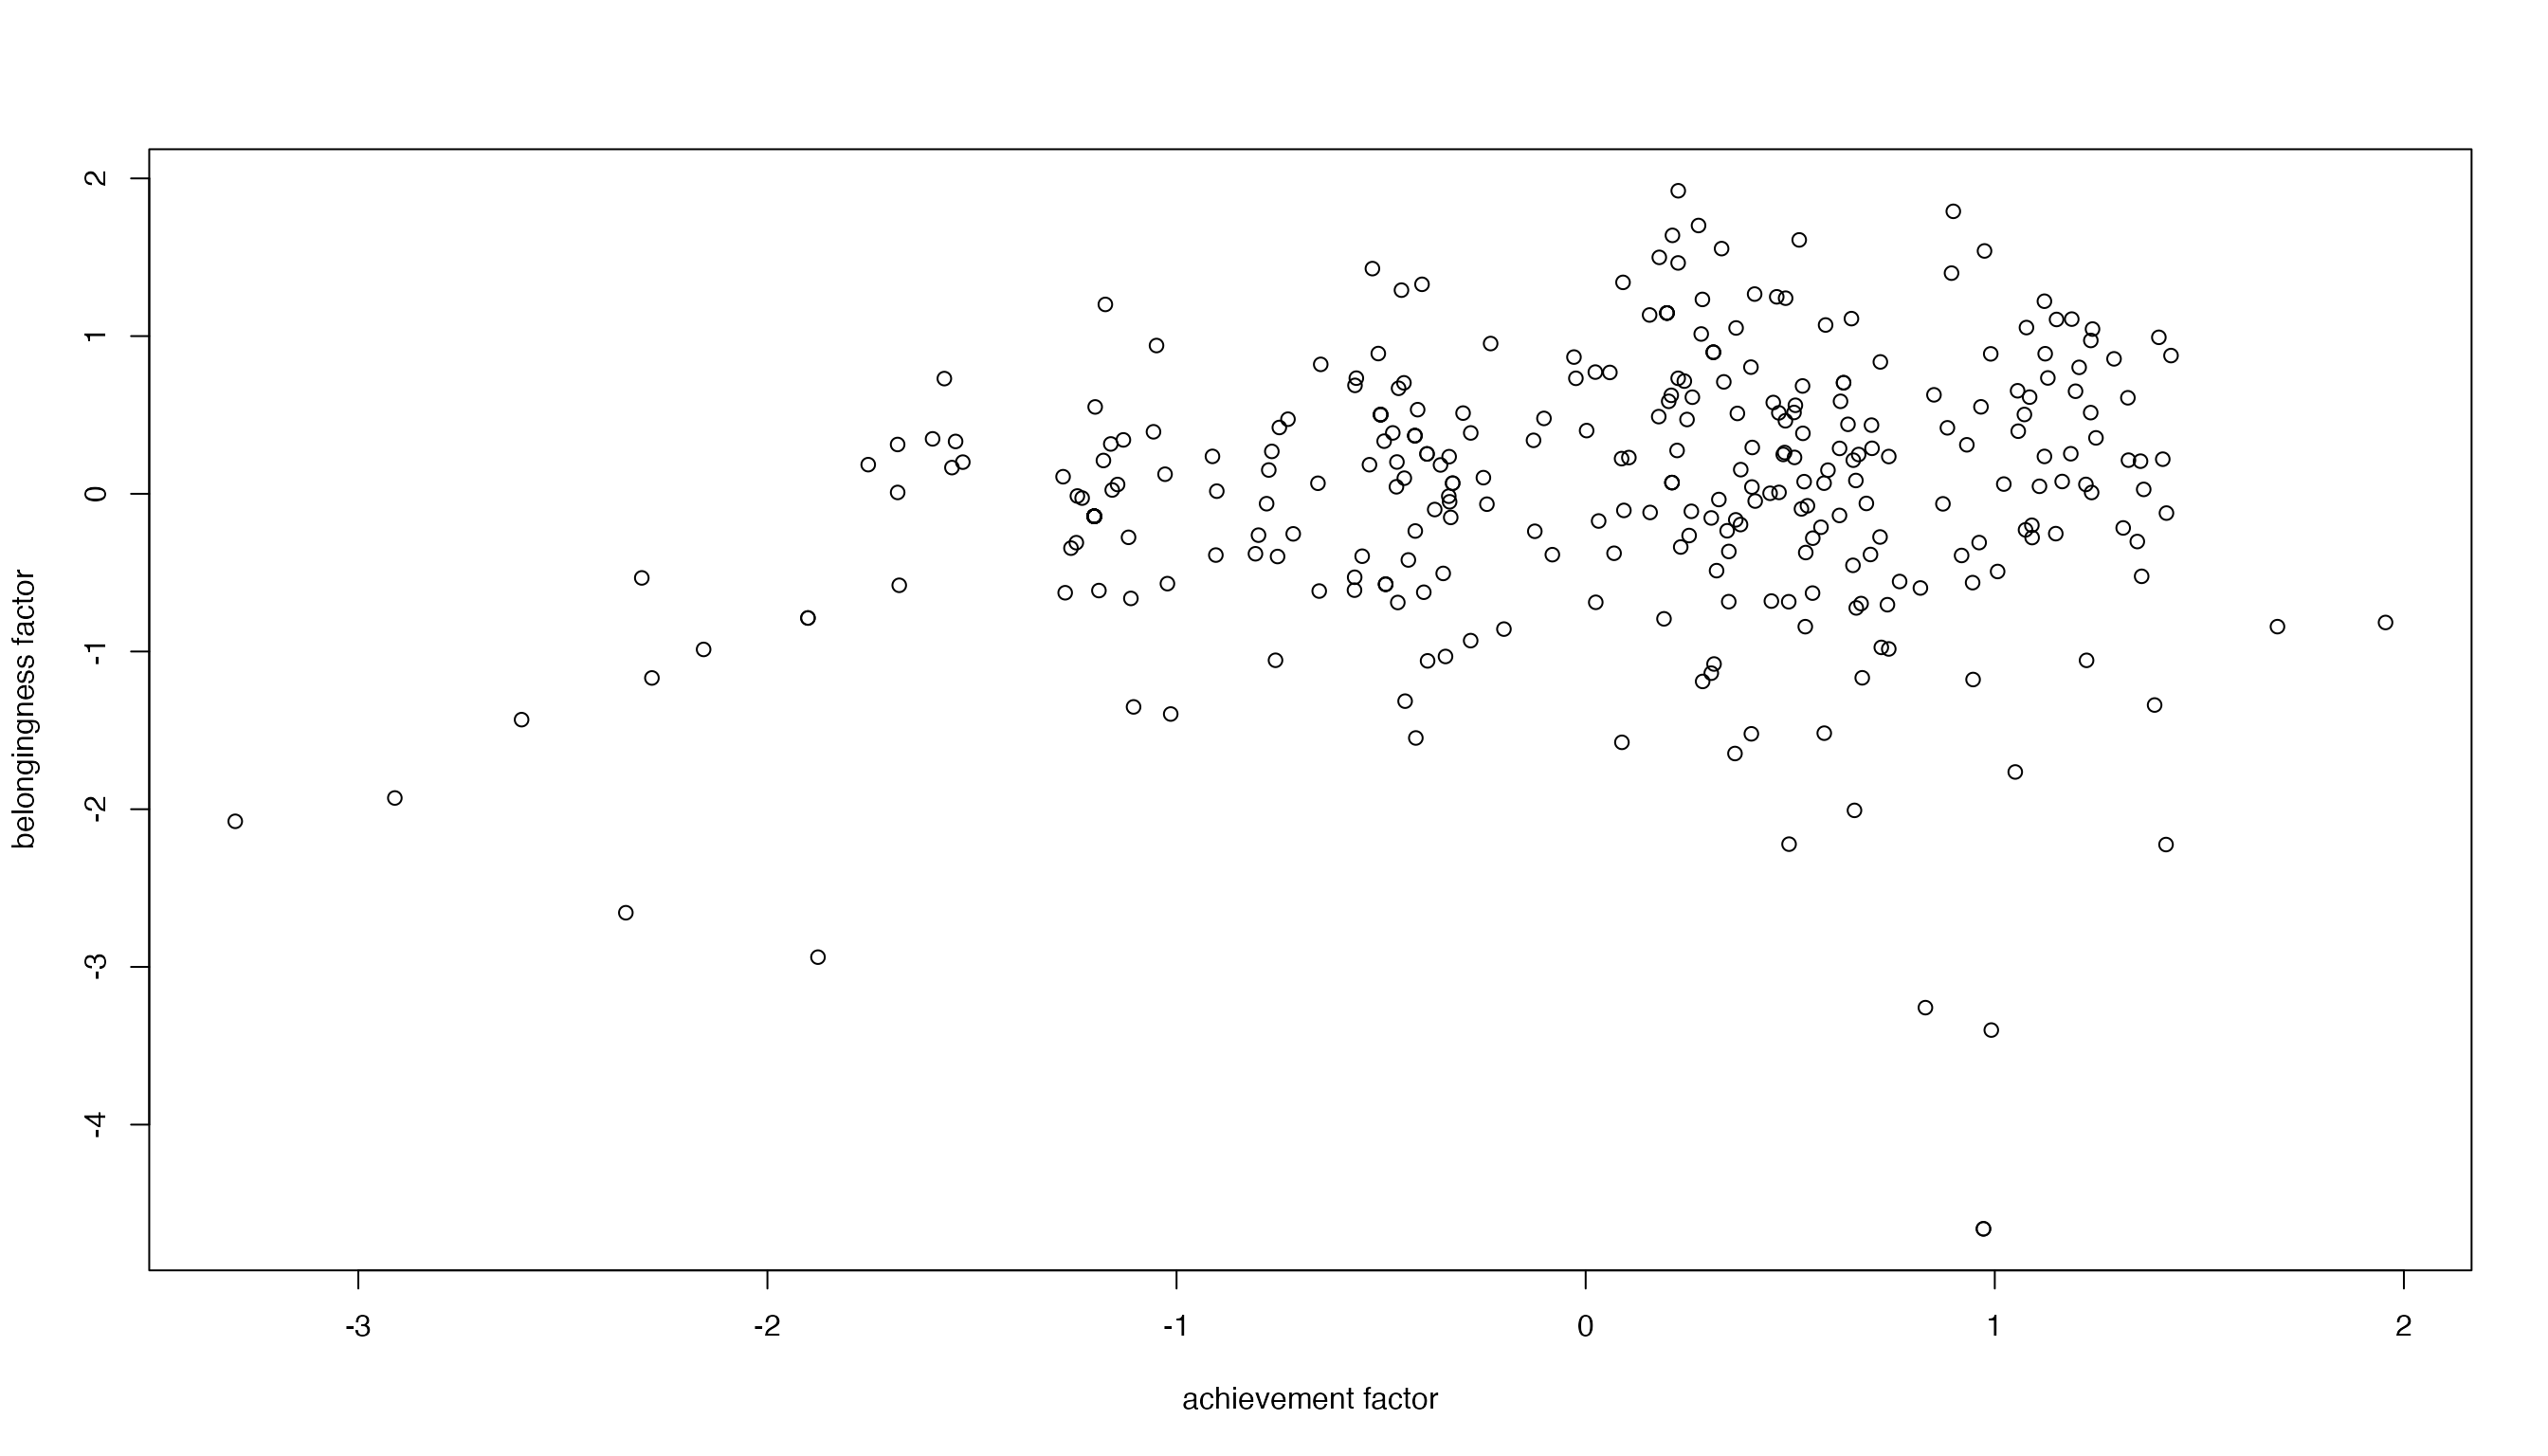 2
1
0
-1
-2
-3
-4
belongingness factor
-3 -2 -1 0 1 2
achievement factor